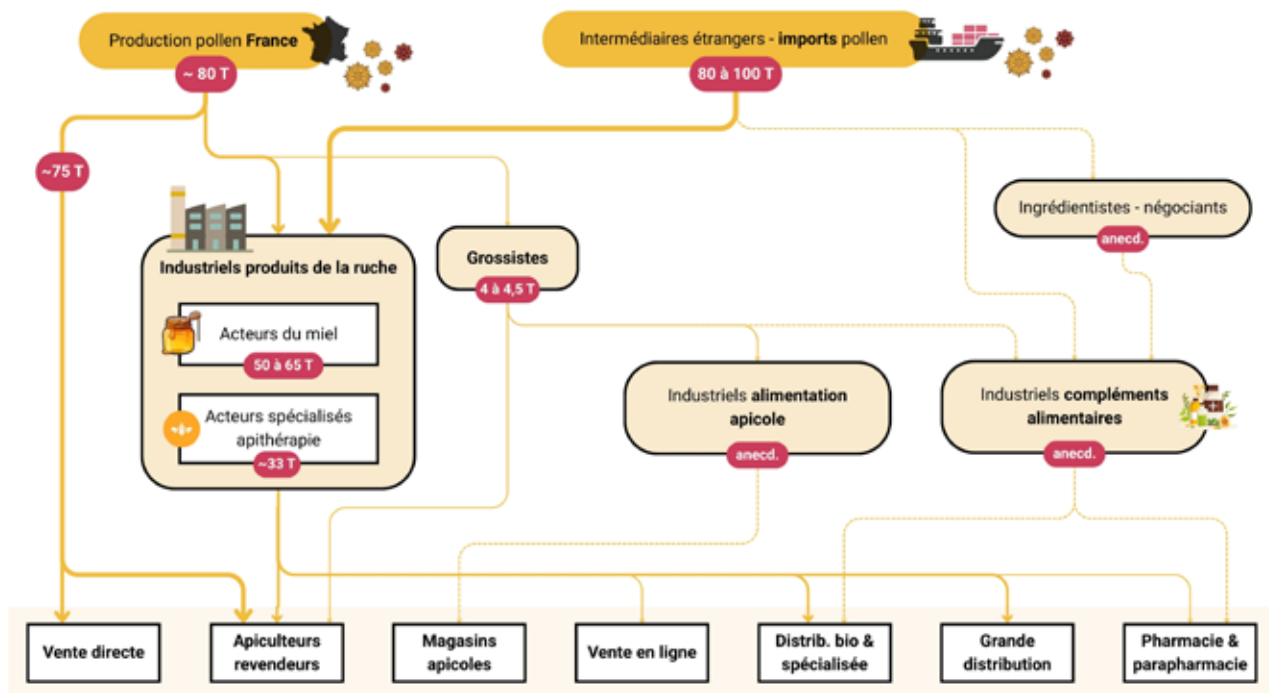 Production pollen France
~ 80 T
Intermédiaires étrangers - imports pollen
80 à 100 T
~75 T
Ingrédientistes - négociants
anecd.
Industriels produits de la ruche
Grossistes
4 à 4,5 T
Acteurs du miel
50 à 65 T
Acteurs spécialisés
apithérapie
~33 T
Industriels alimentation
apicole
anecd.
Industriels compléments
alimentaires
anecd.
Vente directe
Apiculteurs
revendeurs
Magasins
apicoles
Vente en ligne
Distrib. bio &
spécialisée
Grande
distribution
Pharmacie &
parapharmacie